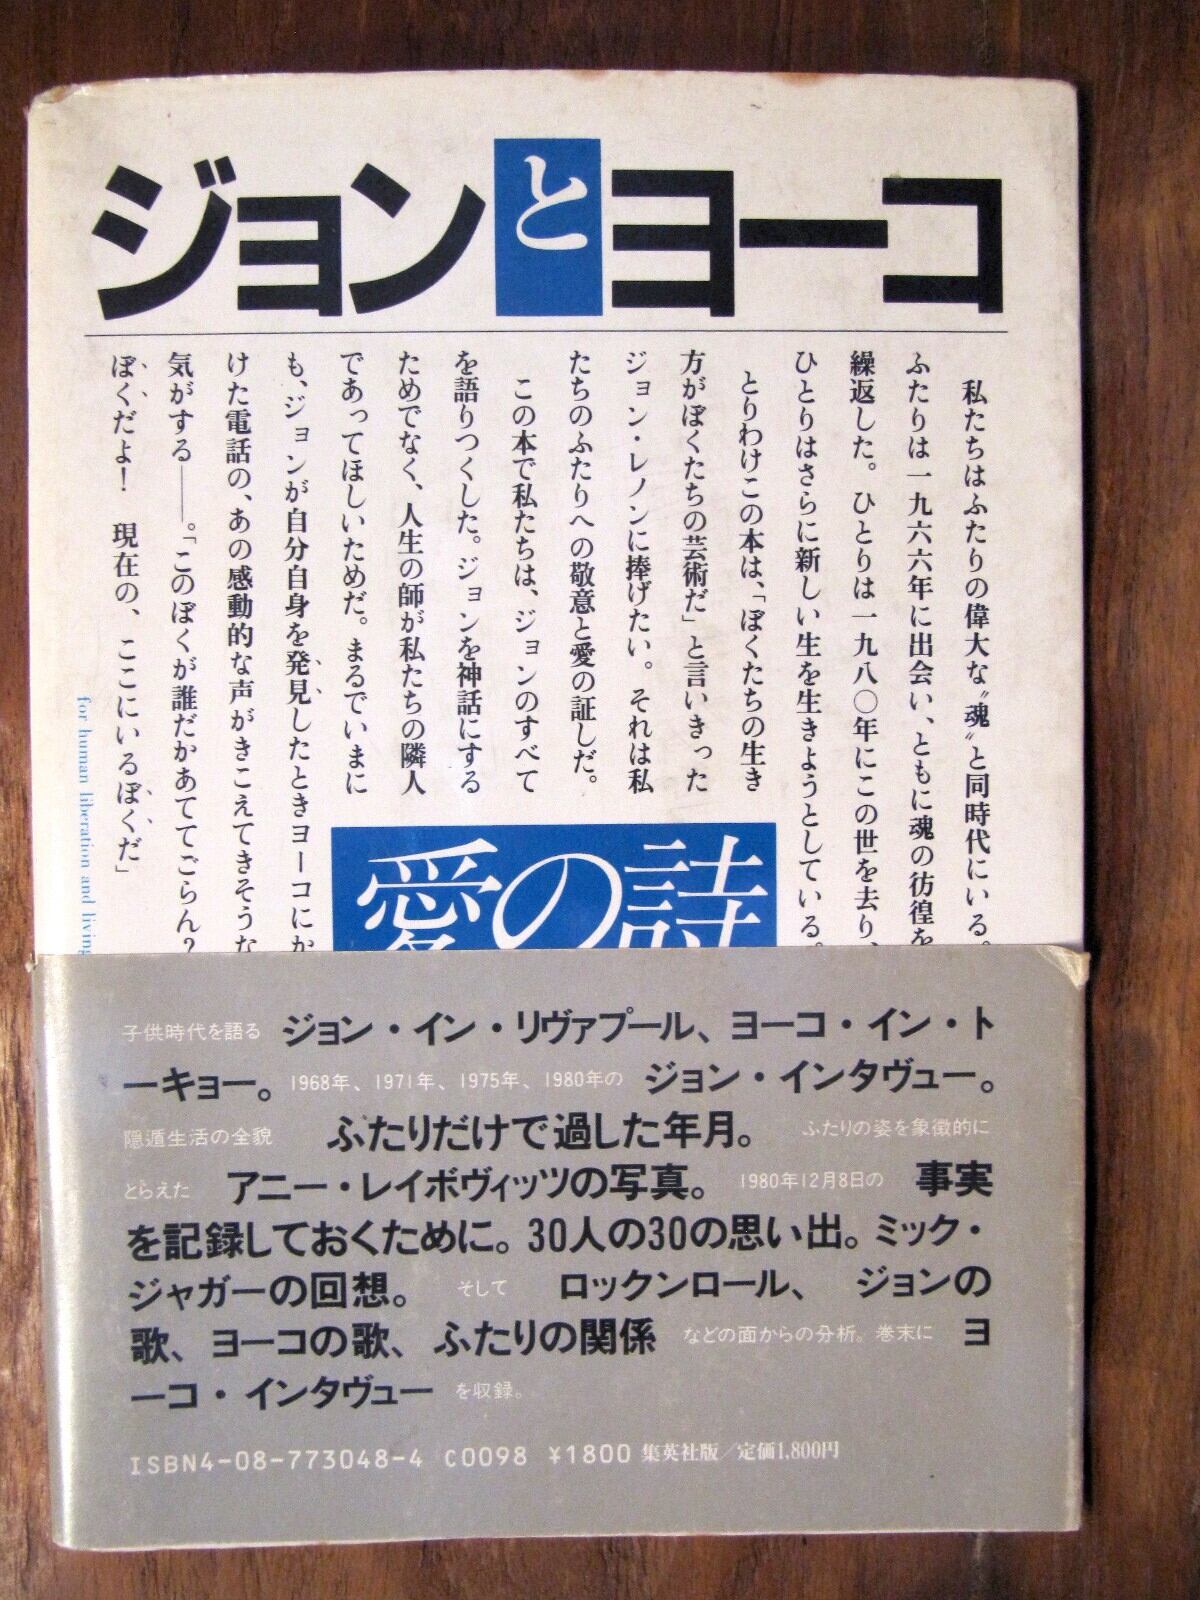 ジョンとヨーコ
私たちはふたりの偉大な〝魂〟と同時代にいる。
ふたりは一九六六年に出会い、ともに魂の彷徨を
繰返した。ひとりは一九八〇年にこの世を去り、
ひとりはさらに新しい生を生きようとしている。
とりわけこの本は、「ぼくたちの生き
方がぼくたちの芸術だ」と言いきった
ジョン・レノンに捧げたい。それは私
たちのふたりへの敬意と愛の証しだ。
この本で私たちは、ジョンのすべて
を語りつくした。ジョンを神話にする
ためでなく、人生の師が私たちの隣人
であってほしいためだ。まるでいまに
も、ジョンが自分自身を発見したときヨーコにか
けた電話の、あの感動的な声がきこえてきそうな
気がする——。「このぼくが誰だかあててごらん?
ぼくだよ! 現在の、ここにいるぼくだ」
for human liberation and living
愛の詩
子供時代を語る ジョン・イン・リヴァプール、ヨーコ・イン・ト
ーキョー。1968年、1971年、1975年、1980年の ジョン・インタヴュー。
隠遁生活の全貌 ふたりだけで過した年月。 ふたりの姿を象徴的に
とらえた アニー・レイボヴィッツの写真。 1980年12月8日の 事実
を記録しておくために。30人の30の思い出。ミック・
ジャガーの回想。 そして ロックンロール、 ジョンの
歌、ヨーコの歌、ふたりの関係 などの面からの分析。巻末に ヨ
ーコ・インタヴュー を収録。
ISBN4-08-773048-4 C0098 ¥1800 集英社版/定価1,800円